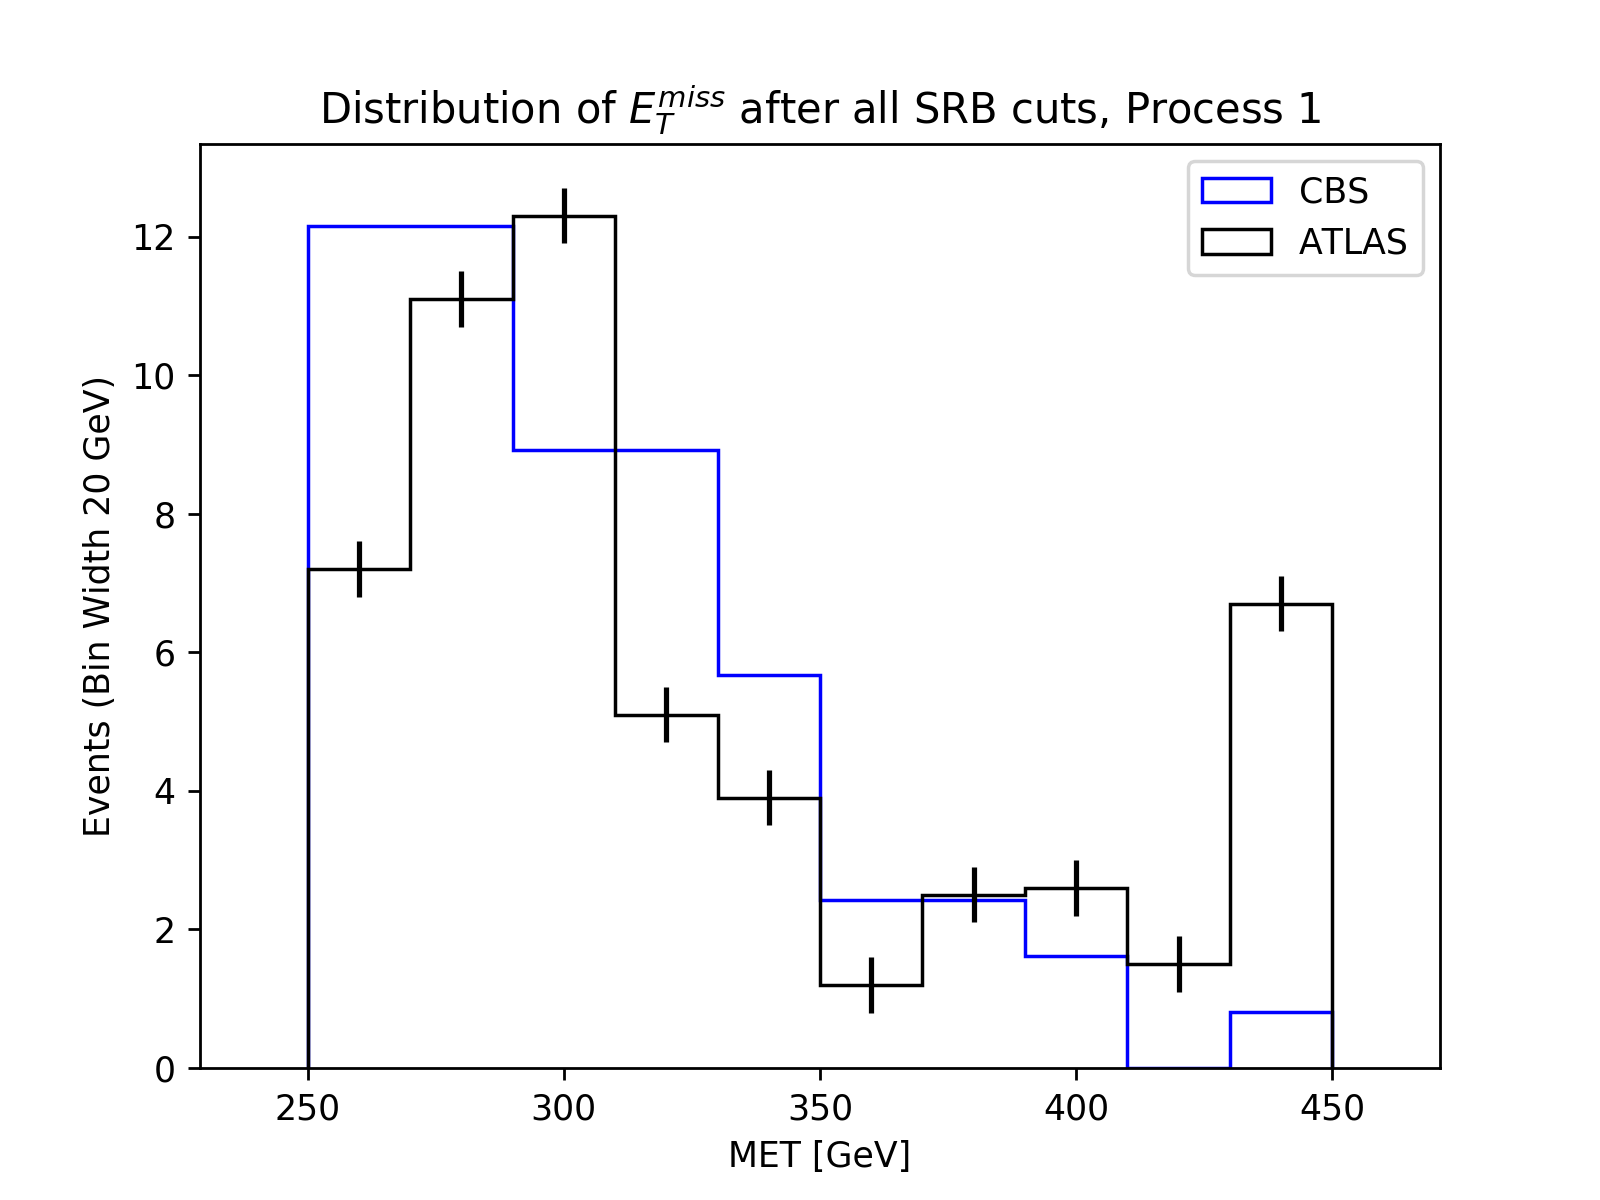 Distribution of E_T^miss after all SRB cuts, Process 1
CBS
ATLAS
Events (Bin Width 20 GeV)
12
10
8
6
4
2
0
250 300 350 400 450
MET [GeV]